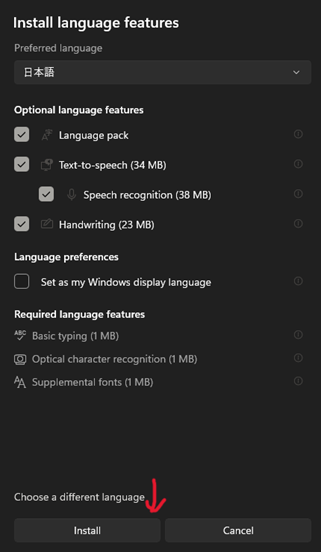 Install language features
Preferred language
日本語
Optional language features
Language pack
Text-to-speech (34 MB)
Speech recognition (38 MB)
Handwriting (23 MB)
Language preferences
Set as my Windows display language
Required language features
ABC Basic typing (1 MB)
Optical character recognition (1 MB)
Supplemental fonts (1 MB)
Choose a different language
Install Cancel